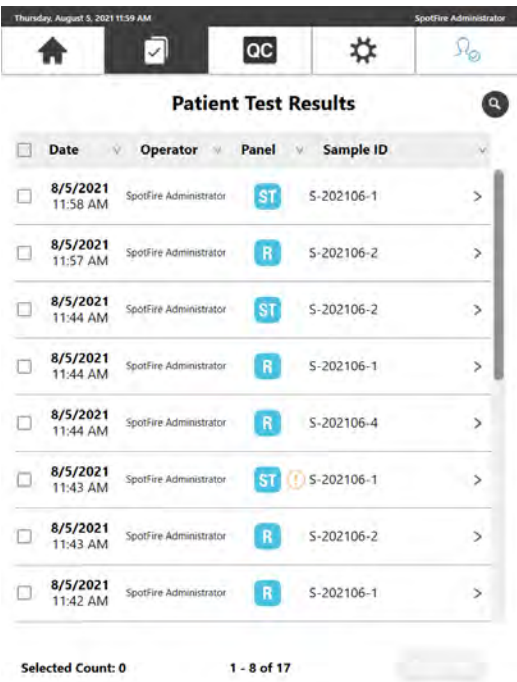 Thursday, August 5, 2021 11:59 AM SpotFire Administrator
QC
Patient Test Results
Date Operator Panel Sample ID
8/5/2021
11:58 AM SpotFire Administrator ST S-202106-1 >
8/5/2021
11:57 AM SpotFire Administrator R S-202106-2 >
8/5/2021
11:44 AM SpotFire Administrator ST S-202106-2 >
8/5/2021
11:44 AM SpotFire Administrator R S-202106-1 >
8/5/2021
11:44 AM SpotFire Administrator R S-202106-4 >
8/5/2021
11:43 AM SpotFire Administrator ST ! S-202106-1 >
8/5/2021
11:43 AM SpotFire Administrator R S-202106-2 >
8/5/2021
11:42 AM SpotFire Administrator R S-202106-1 >
Selected Count: 0 1 - 8 of 17